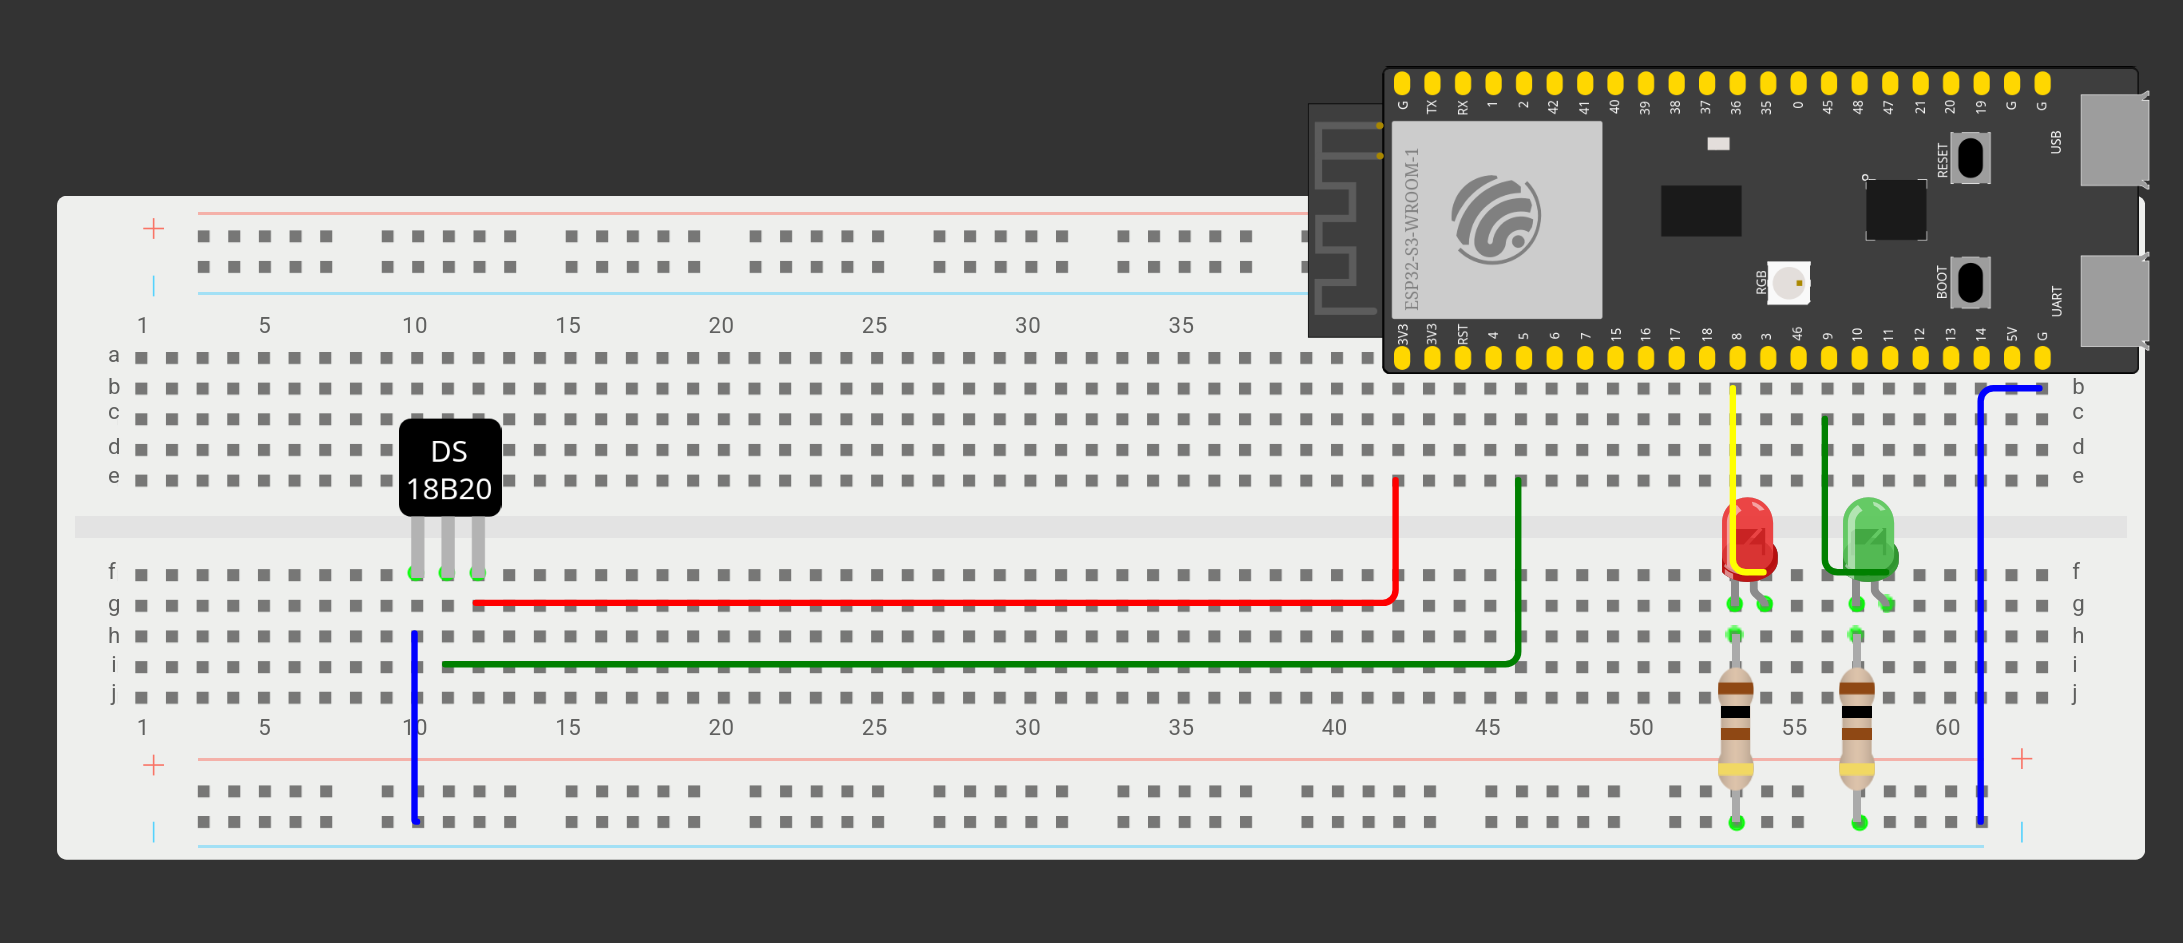 G TX RX 1 2 42 41 40 39 38 37 36 35 0 45 48 47 21 20 19 G G
ESP32-S3-WROOM-1
RESET
USB
RGB
BOOT
UART
3V3 3V3 RST 4 5 6 7 15 16 17 18 8 3 46 9 10 11 12 13 14 5V G
+
1 5 10 15 20 25 30 35
a
b b
c c
d d
e e
DS
18B20
f f
g g
h h
i i
j j
1 5 10 15 20 25 30 35 40 45 50 55 60
+ +